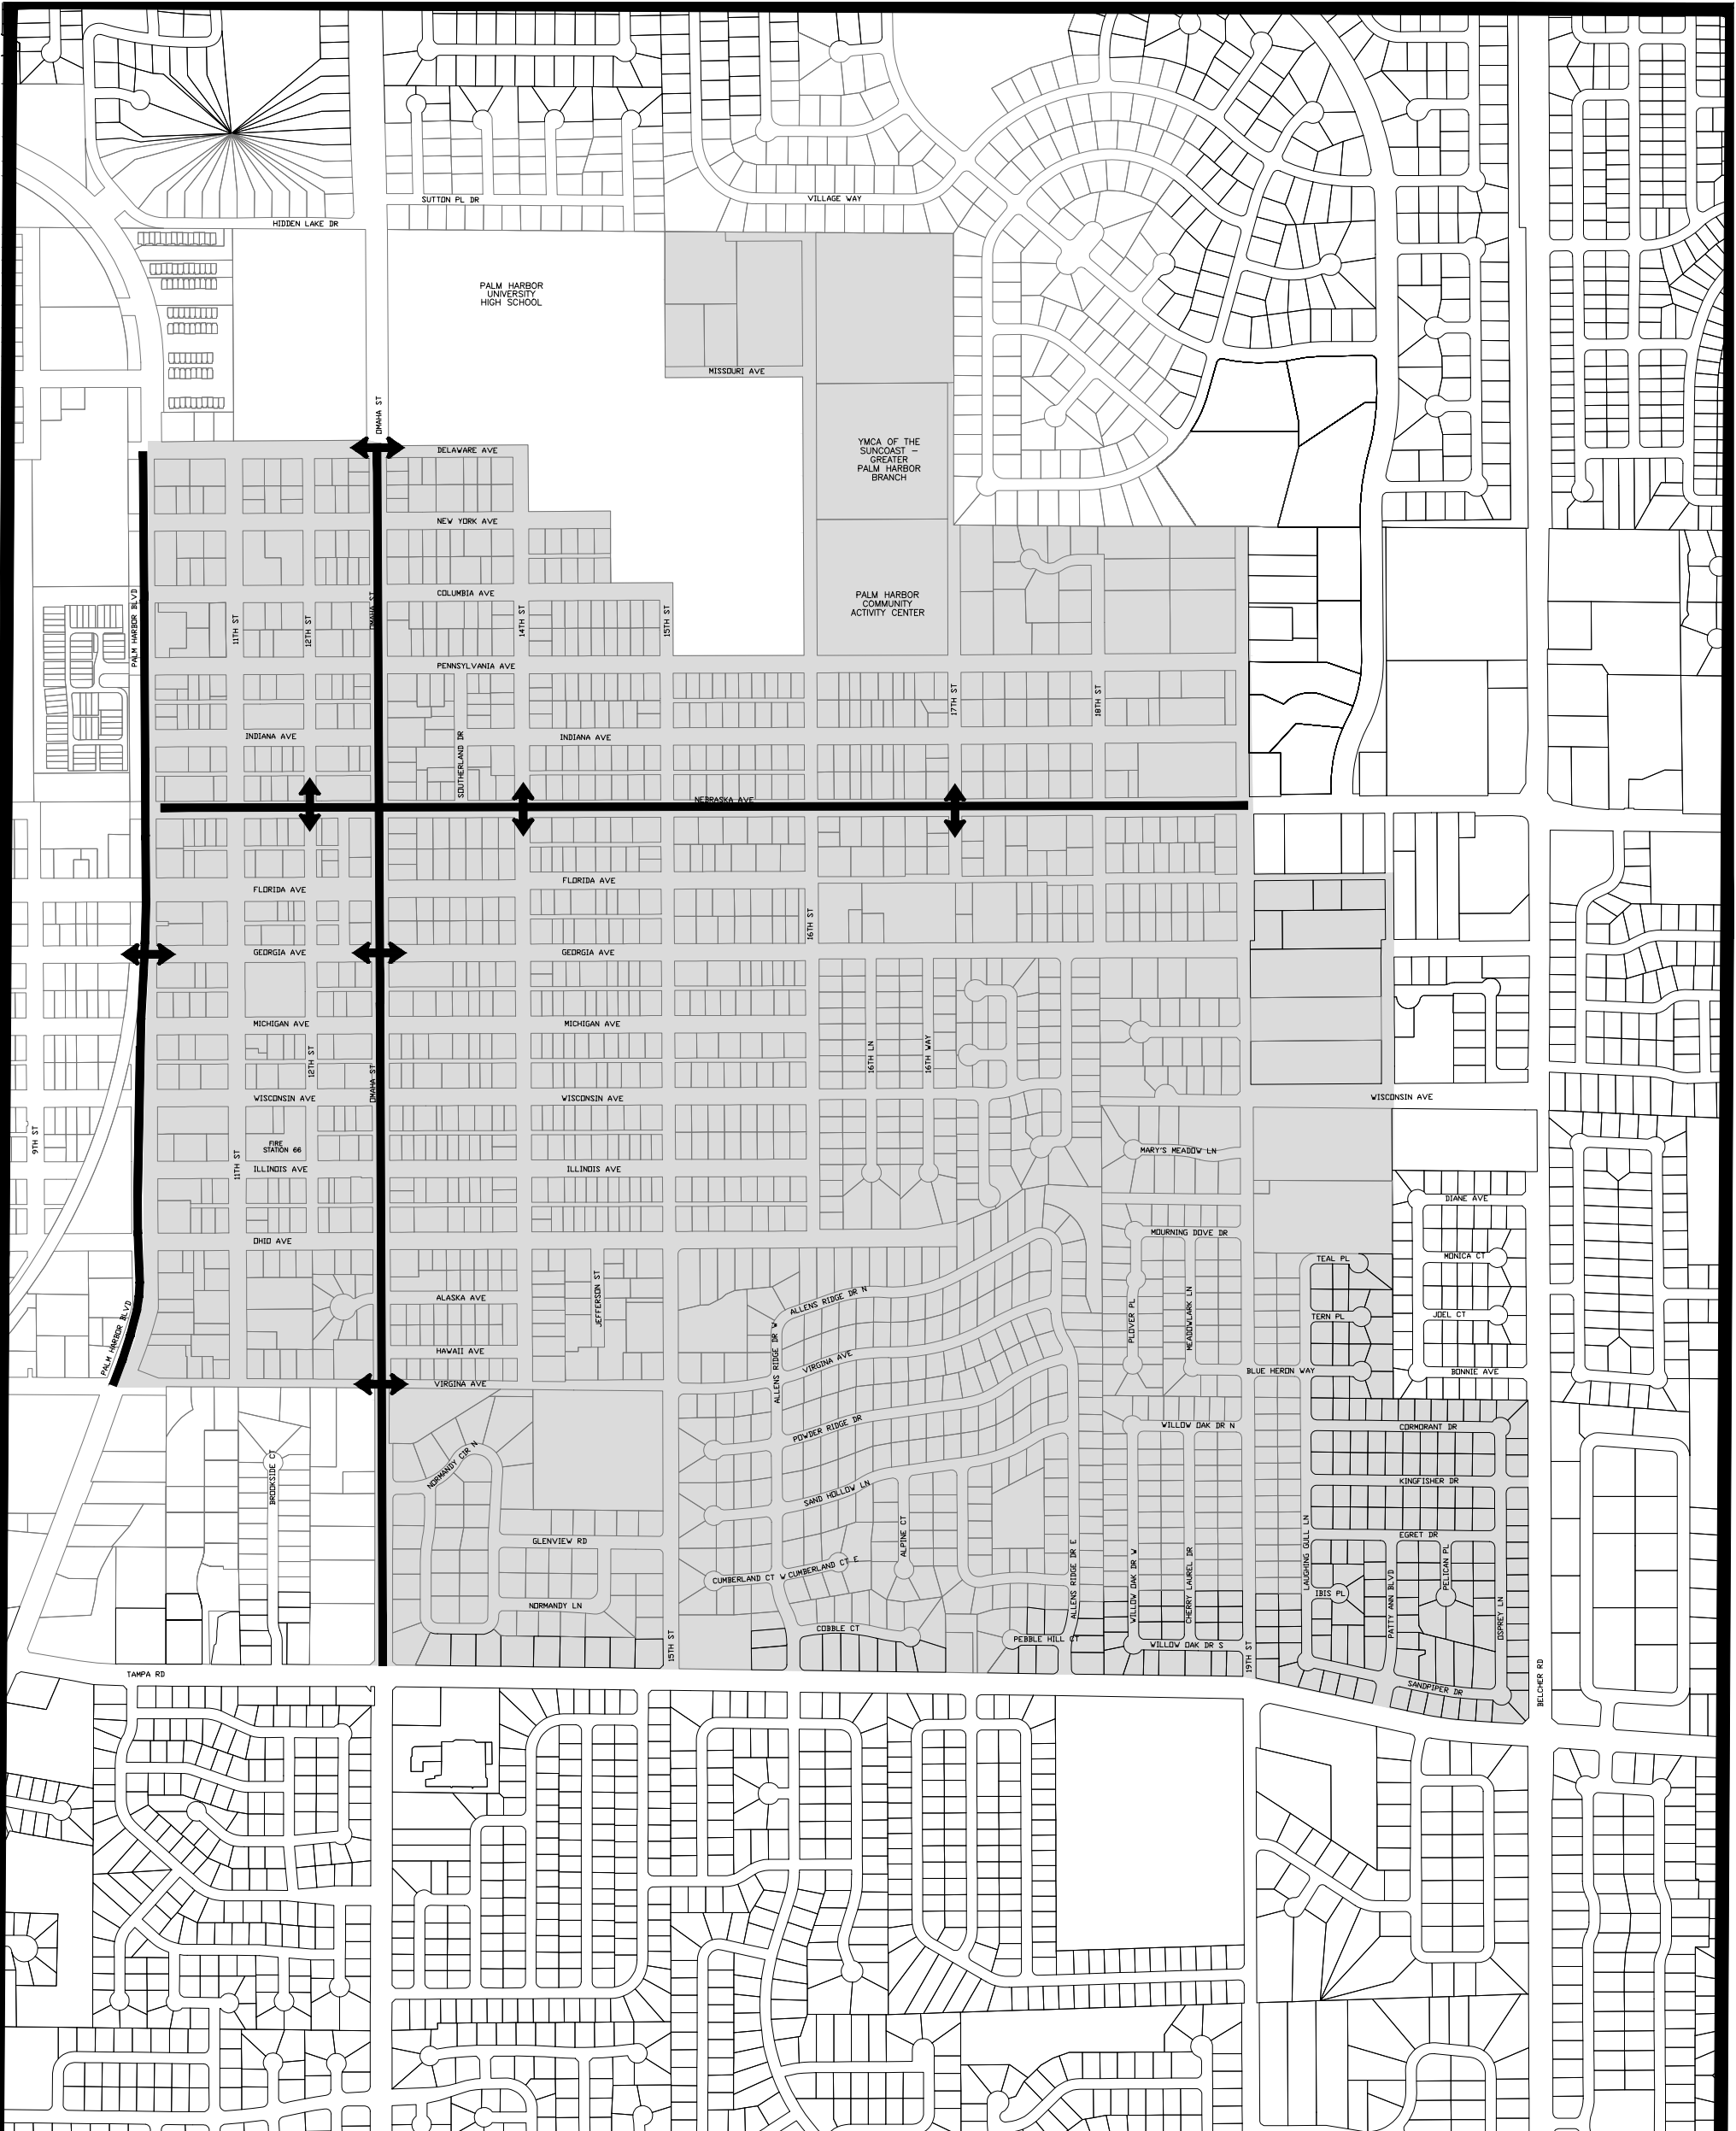 SUTTON PL DR
VILLAGE WAY
HIDDEN LAKE DR
PALM HARBOR
UNIVERSITY
HIGH SCHOOL
MISSOURI AVE
OMAHA ST
DELAWARE AVE
YMCA OF THE
SUNCOAST –
GREATER
PALM HARBOR
BRANCH
NEW YORK AVE
COLUMBIA AVE
PALM HARBOR
COMMUNITY
ACTIVITY CENTER
PALM HARBOR BLVD
11TH ST
12TH ST
OMAHA ST
14TH ST
15TH ST
PENNSYLVANIA AVE
17TH ST
18TH ST
INDIANA AVE
SOUTHERLAND DR
INDIANA AVE
NEBRASKA AVE
FLORIDA AVE
FLORIDA AVE
16TH ST
GEORGIA AVE
GEORGIA AVE
MICHIGAN AVE
MICHIGAN AVE
12TH ST
OMAHA ST
16TH LN
16TH WAY
WISCONSIN AVE
WISCONSIN AVE
WISCONSIN AVE
9TH ST
11TH ST
FIRE
STATION 66
MARY'S MEADOW LN
ILLINOIS AVE
ILLINOIS AVE
DIANE AVE
OHIO AVE
MOURNING DOVE DR
TEAL PL
MONICA CT
ALASKA AVE
JEFFERSON ST
ALLENS RIDGE DR N
PLOVER PL
MEADOWLARK LN
TERN PL
JOEL CT
PALM HARBOR BLVD
HAWAII AVE
ALLENS RIDGE DR W
VIRGINA AVE
BLUE HERON WAY
BONNIE AVE
VIRGINA AVE
POWDER RIDGE DR
WILLOW OAK DR N
CORMORANT DR
NORMANDY CIR N
BROOKSIDE CT
SAND HOLLOW LN
KINGFISHER DR
GLENVIEW RD
ALPINE CT
EGRET DR
LAUGHING GULL LN
CUMBERLAND CT W
CUMBERLAND CT E
ALLENS RIDGE DR E
WILLOW OAK DR W
CHERRY LAUREL DR
IBIS PL
PATTY ANN BLVD
PELICAN PL
OSPREY LN
NORMANDY LN
COBBLE CT
PEBBLE HILL CT
WILLOW OAK DR S
15TH ST
19TH ST
TAMPA RD
SANDPIPER DR
BELCHER RD